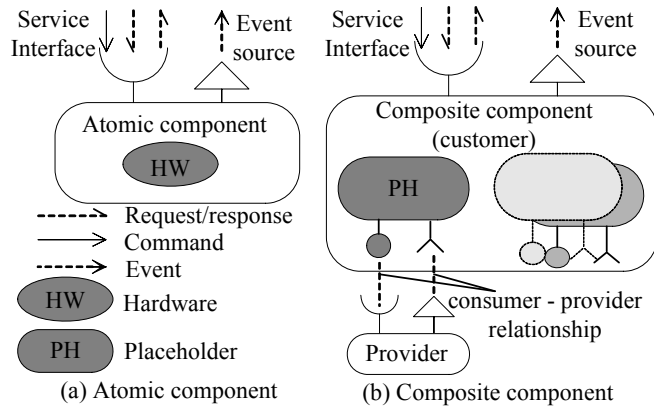 Service
Interface
Event
source
Atomic component
HW
Request/response
Command
Event
HW
Hardware
PH
Placeholder
(a) Atomic component
Service
Interface
Event
source
Composite component
(customer)
PH
consumer - provider
relationship
Provider
(b) Composite component